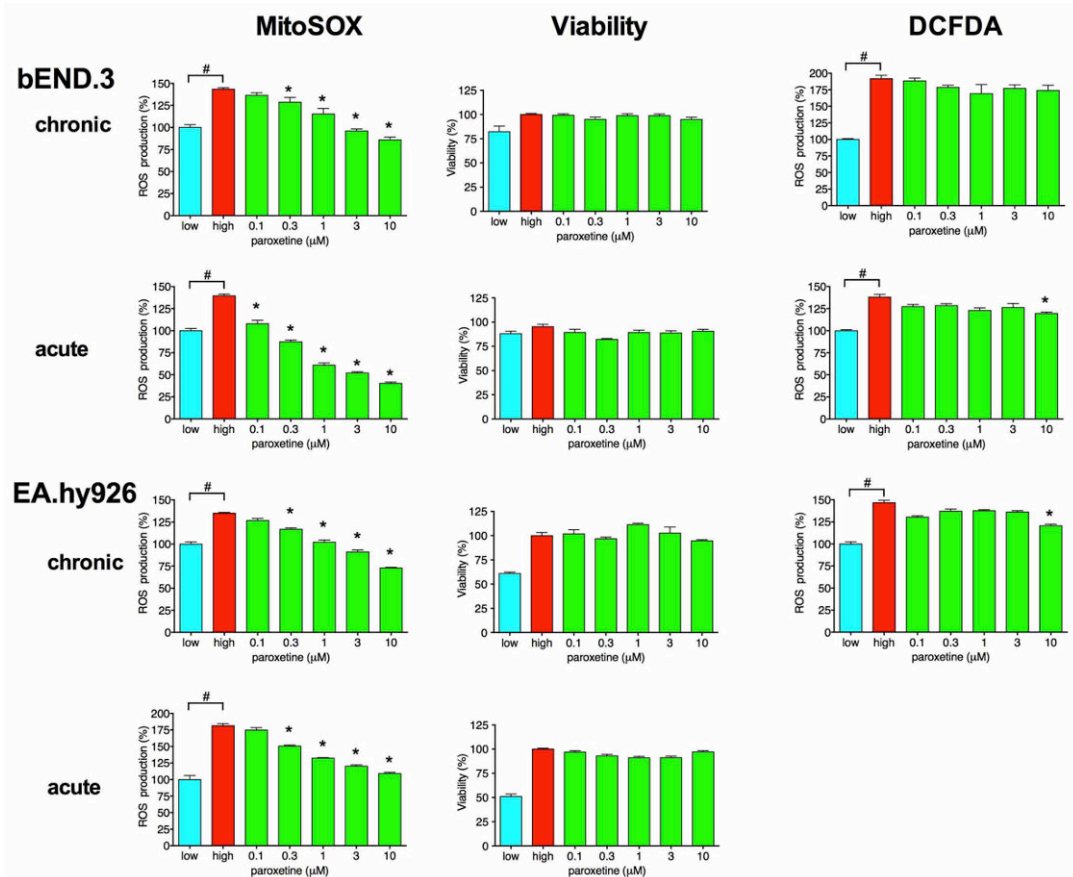 MitoSOX
Viability
DCFDA
bEND.3
chronic
ROS production (%)
150
125
100
75
50
25
0
#
*
*
*
*
low high 0.1 0.3 1 3 10
paroxetine (μM)
Viability (%)
125
100
75
50
25
0
low high 0.1 0.3 1 3 10
paroxetine (μM)
ROS production (%)
200
175
150
125
100
75
50
25
0
#
low high 0.1 0.3 1 3 10
paroxetine (μM)
acute
ROS production (%)
150
125
100
75
50
25
0
#
*
*
*
*
*
low high 0.1 0.3 1 3 10
paroxetine (μM)
Viability (%)
125
100
75
50
25
0
low high 0.1 0.3 1 3 10
paroxetine (μM)
ROS production (%)
150
125
100
75
50
25
0
#
*
low high 0.1 0.3 1 3 10
paroxetine (μM)
EA.hy926
chronic
ROS production (%)
150
125
100
75
50
25
0
#
*
*
*
*
low high 0.1 0.3 1 3 10
paroxetine (μM)
Viability (%)
125
100
75
50
25
0
low high 0.1 0.3 1 3 10
paroxetine (μM)
ROS production (%)
150
125
100
75
50
25
0
#
*
low high 0.1 0.3 1 3 10
paroxetine (μM)
acute
ROS production (%)
200
175
150
125
100
75
50
25
0
#
*
*
*
*
low high 0.1 0.3 1 3 10
paroxetine (μM)
Viability (%)
125
100
75
50
25
0
low high 0.1 0.3 1 3 10
paroxetine (μM)